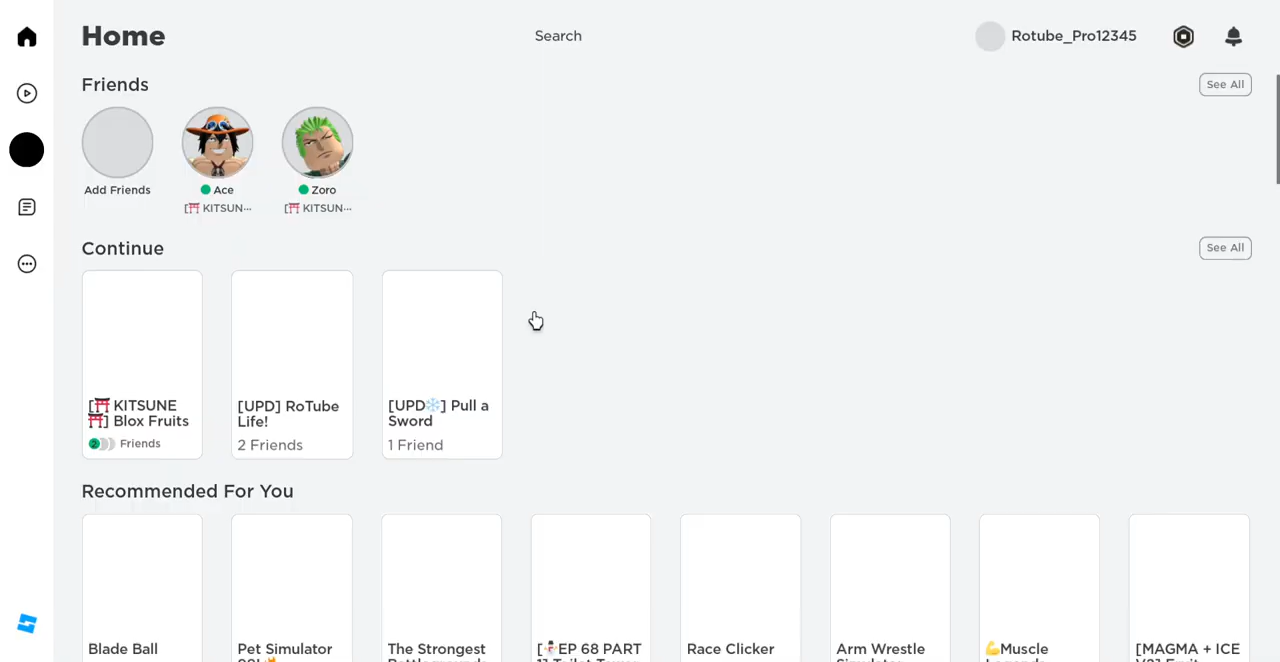 Home
Search
Rotube_Pro12345
Friends
See All
Add Friends
Ace
Zoro
[⛩️ KITSUN...
[⛩️ KITSUN...
Continue
See All
[⛩️ KITSUNE
⛩️] Blox Fruits
2 Friends
[UPD] RoTube
Life!
2 Friends
[UPD❄️] Pull a
Sword
1 Friend
Recommended For You
Blade Ball
Pet Simulator
The Strongest
[⛄EP 68 PART
Race Clicker
Arm Wrestle
💪Muscle
[MAGMA + ICE